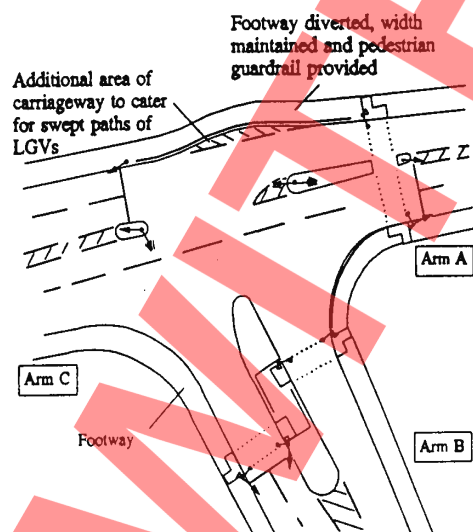 Footway diverted, width
maintained and pedestrian
guardrail provided
Additional area of
carriageway to cater
for swept paths of
LGVs
Arm A
Arm C
Footway
Arm B